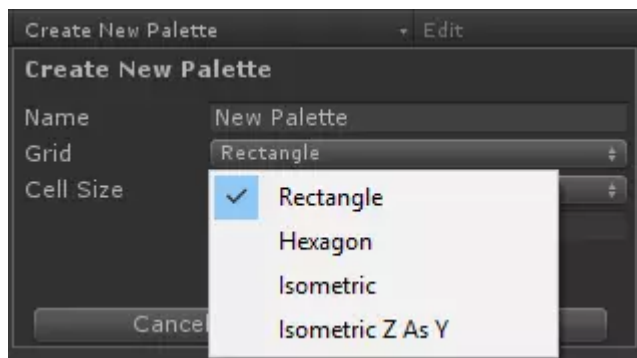 Create New Palette Edit
Create New Palette
Name New Palette
Grid Rectangle
Cell Size
Rectangle
Hexagon
Isometric
Isometric Z As Y